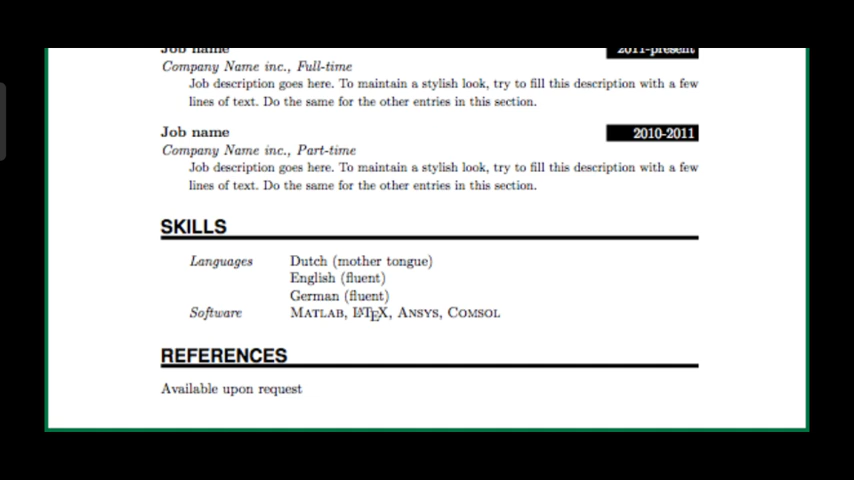 Job name 2011-present
Company Name inc., Full-time
Job description goes here. To maintain a stylish look, try to fill this description with a few
lines of text. Do the same for the other entries in this section.
Job name 2010-2011
Company Name inc., Part-time
Job description goes here. To maintain a stylish look, try to fill this description with a few
lines of text. Do the same for the other entries in this section.
SKILLS
Languages Dutch (mother tongue)
English (fluent)
German (fluent)
Software MATLAB, LATEX, ANSYS, COMSOL
REFERENCES
Available upon request